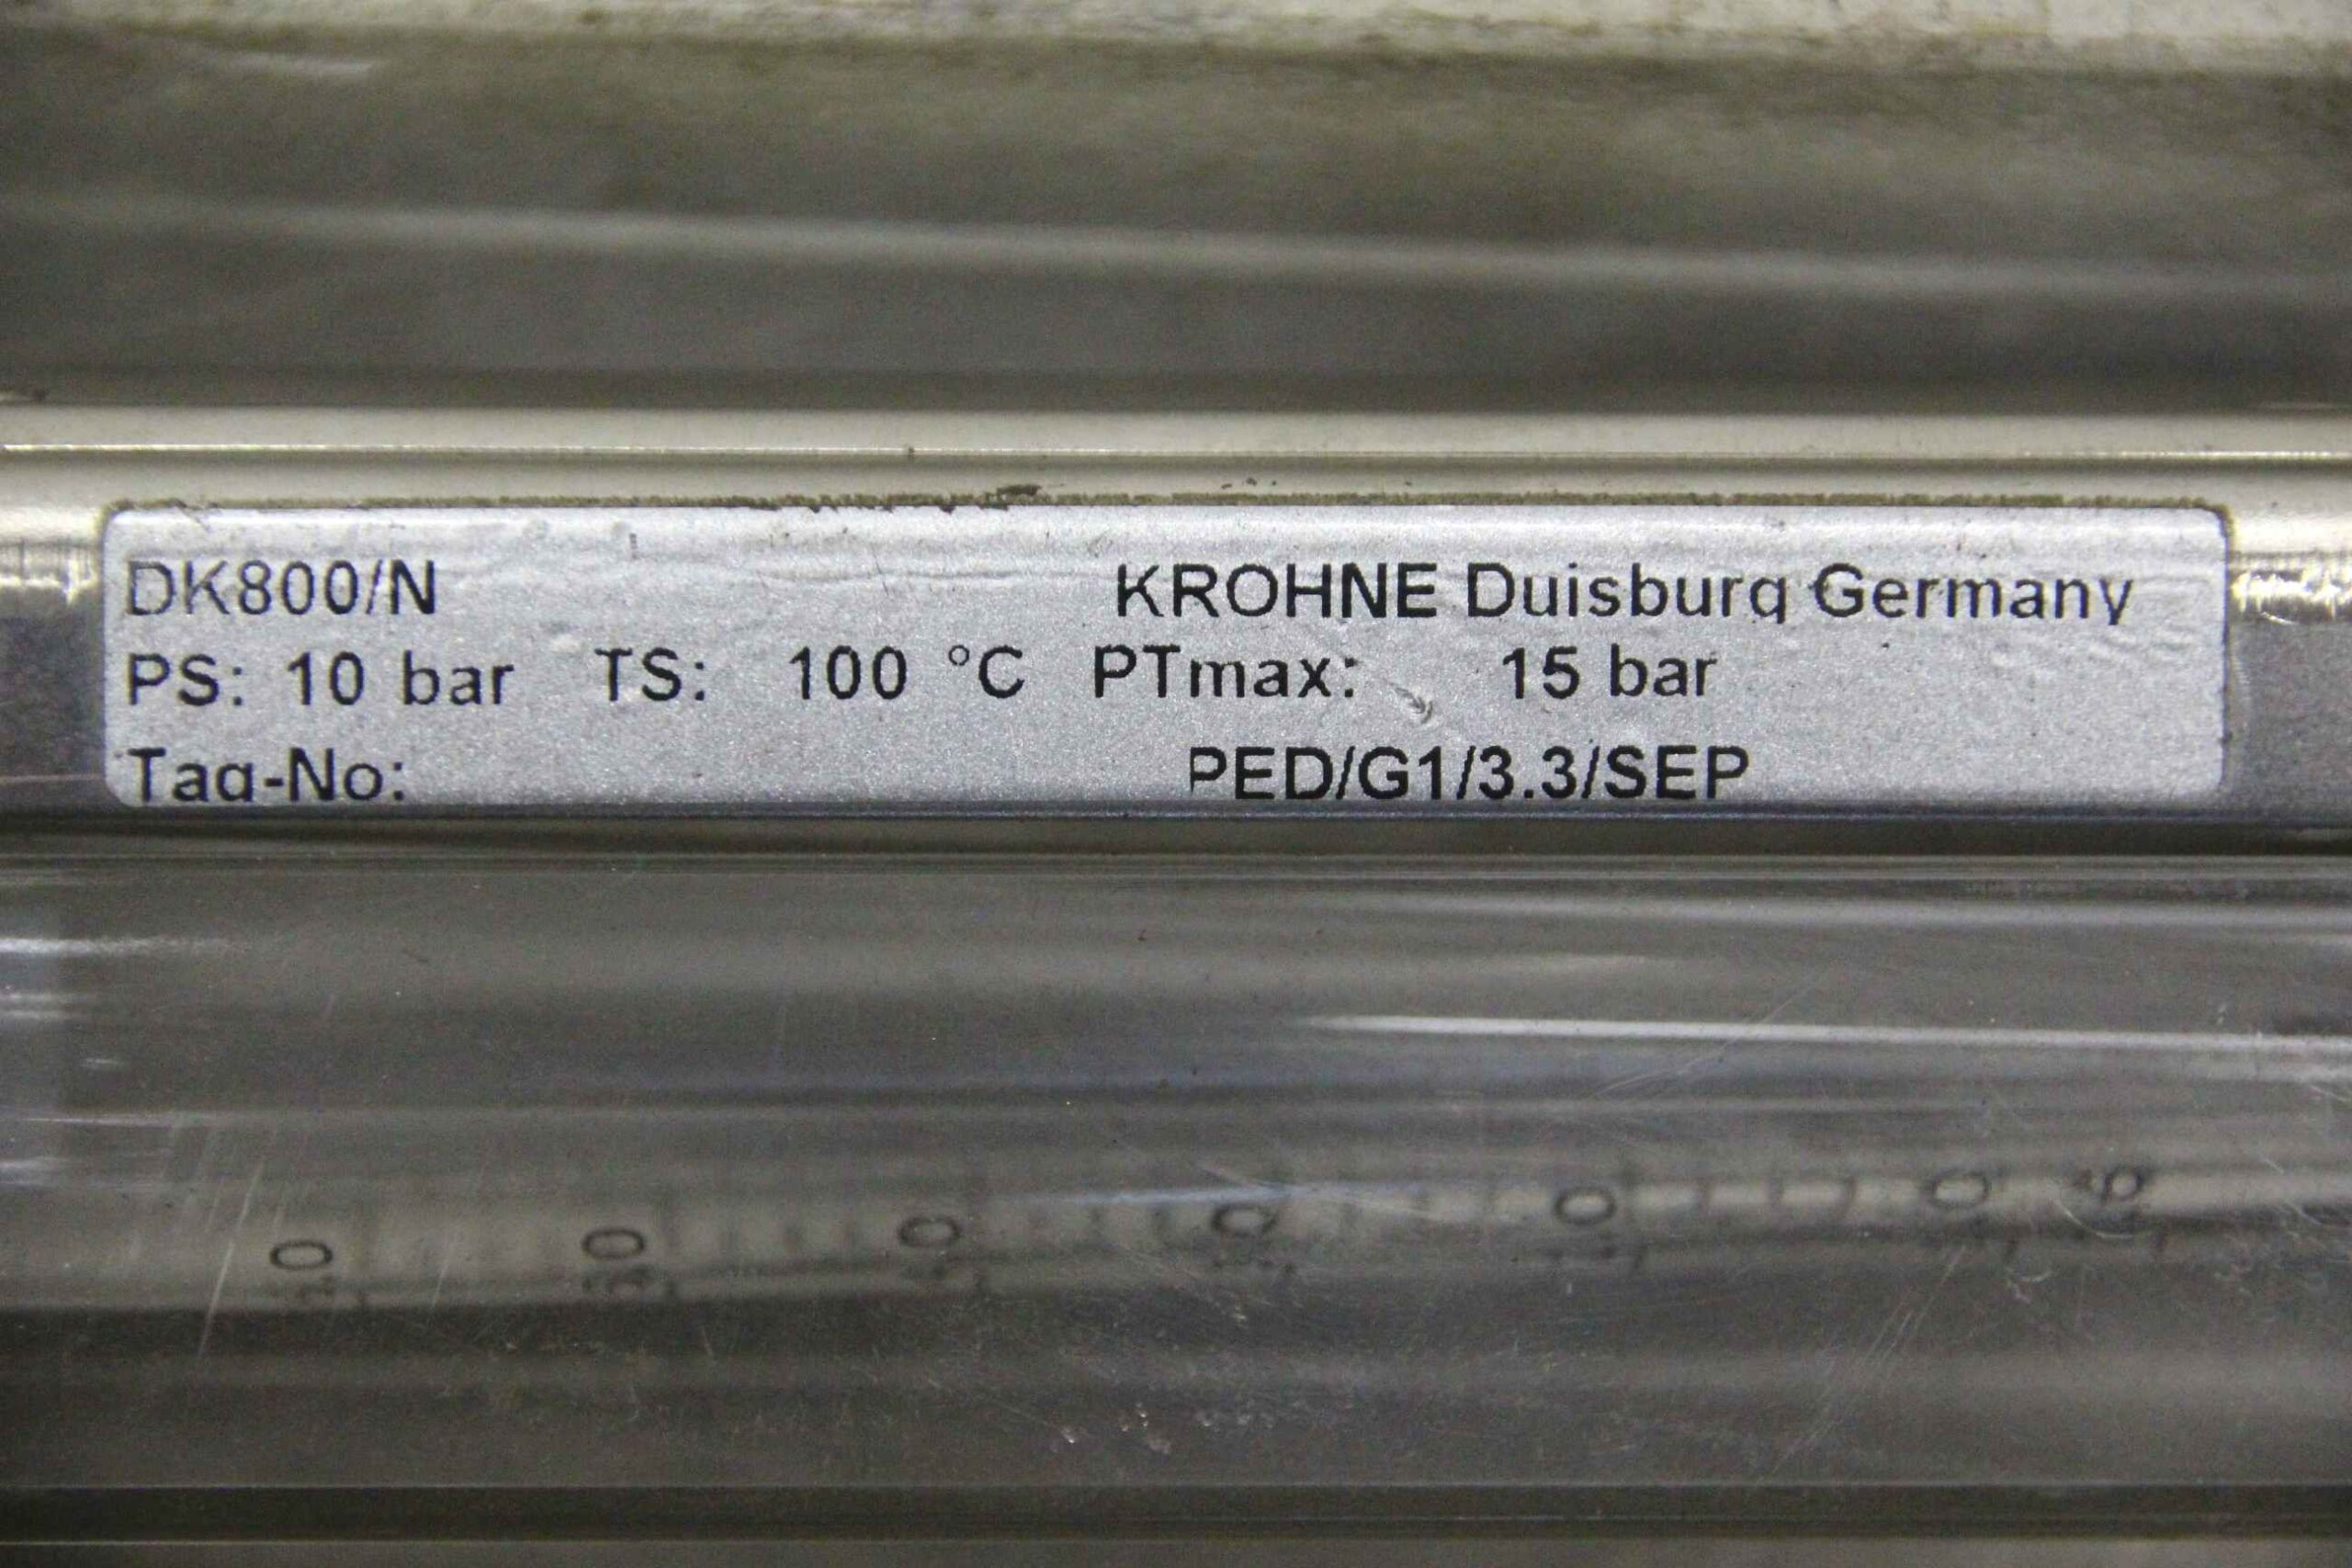 DK800/N KROHNE Duisburg Germany
PS: 10 bar TS: 100 °C PTmax: 15 bar
Tag-No: PED/G1/3.3/SEP